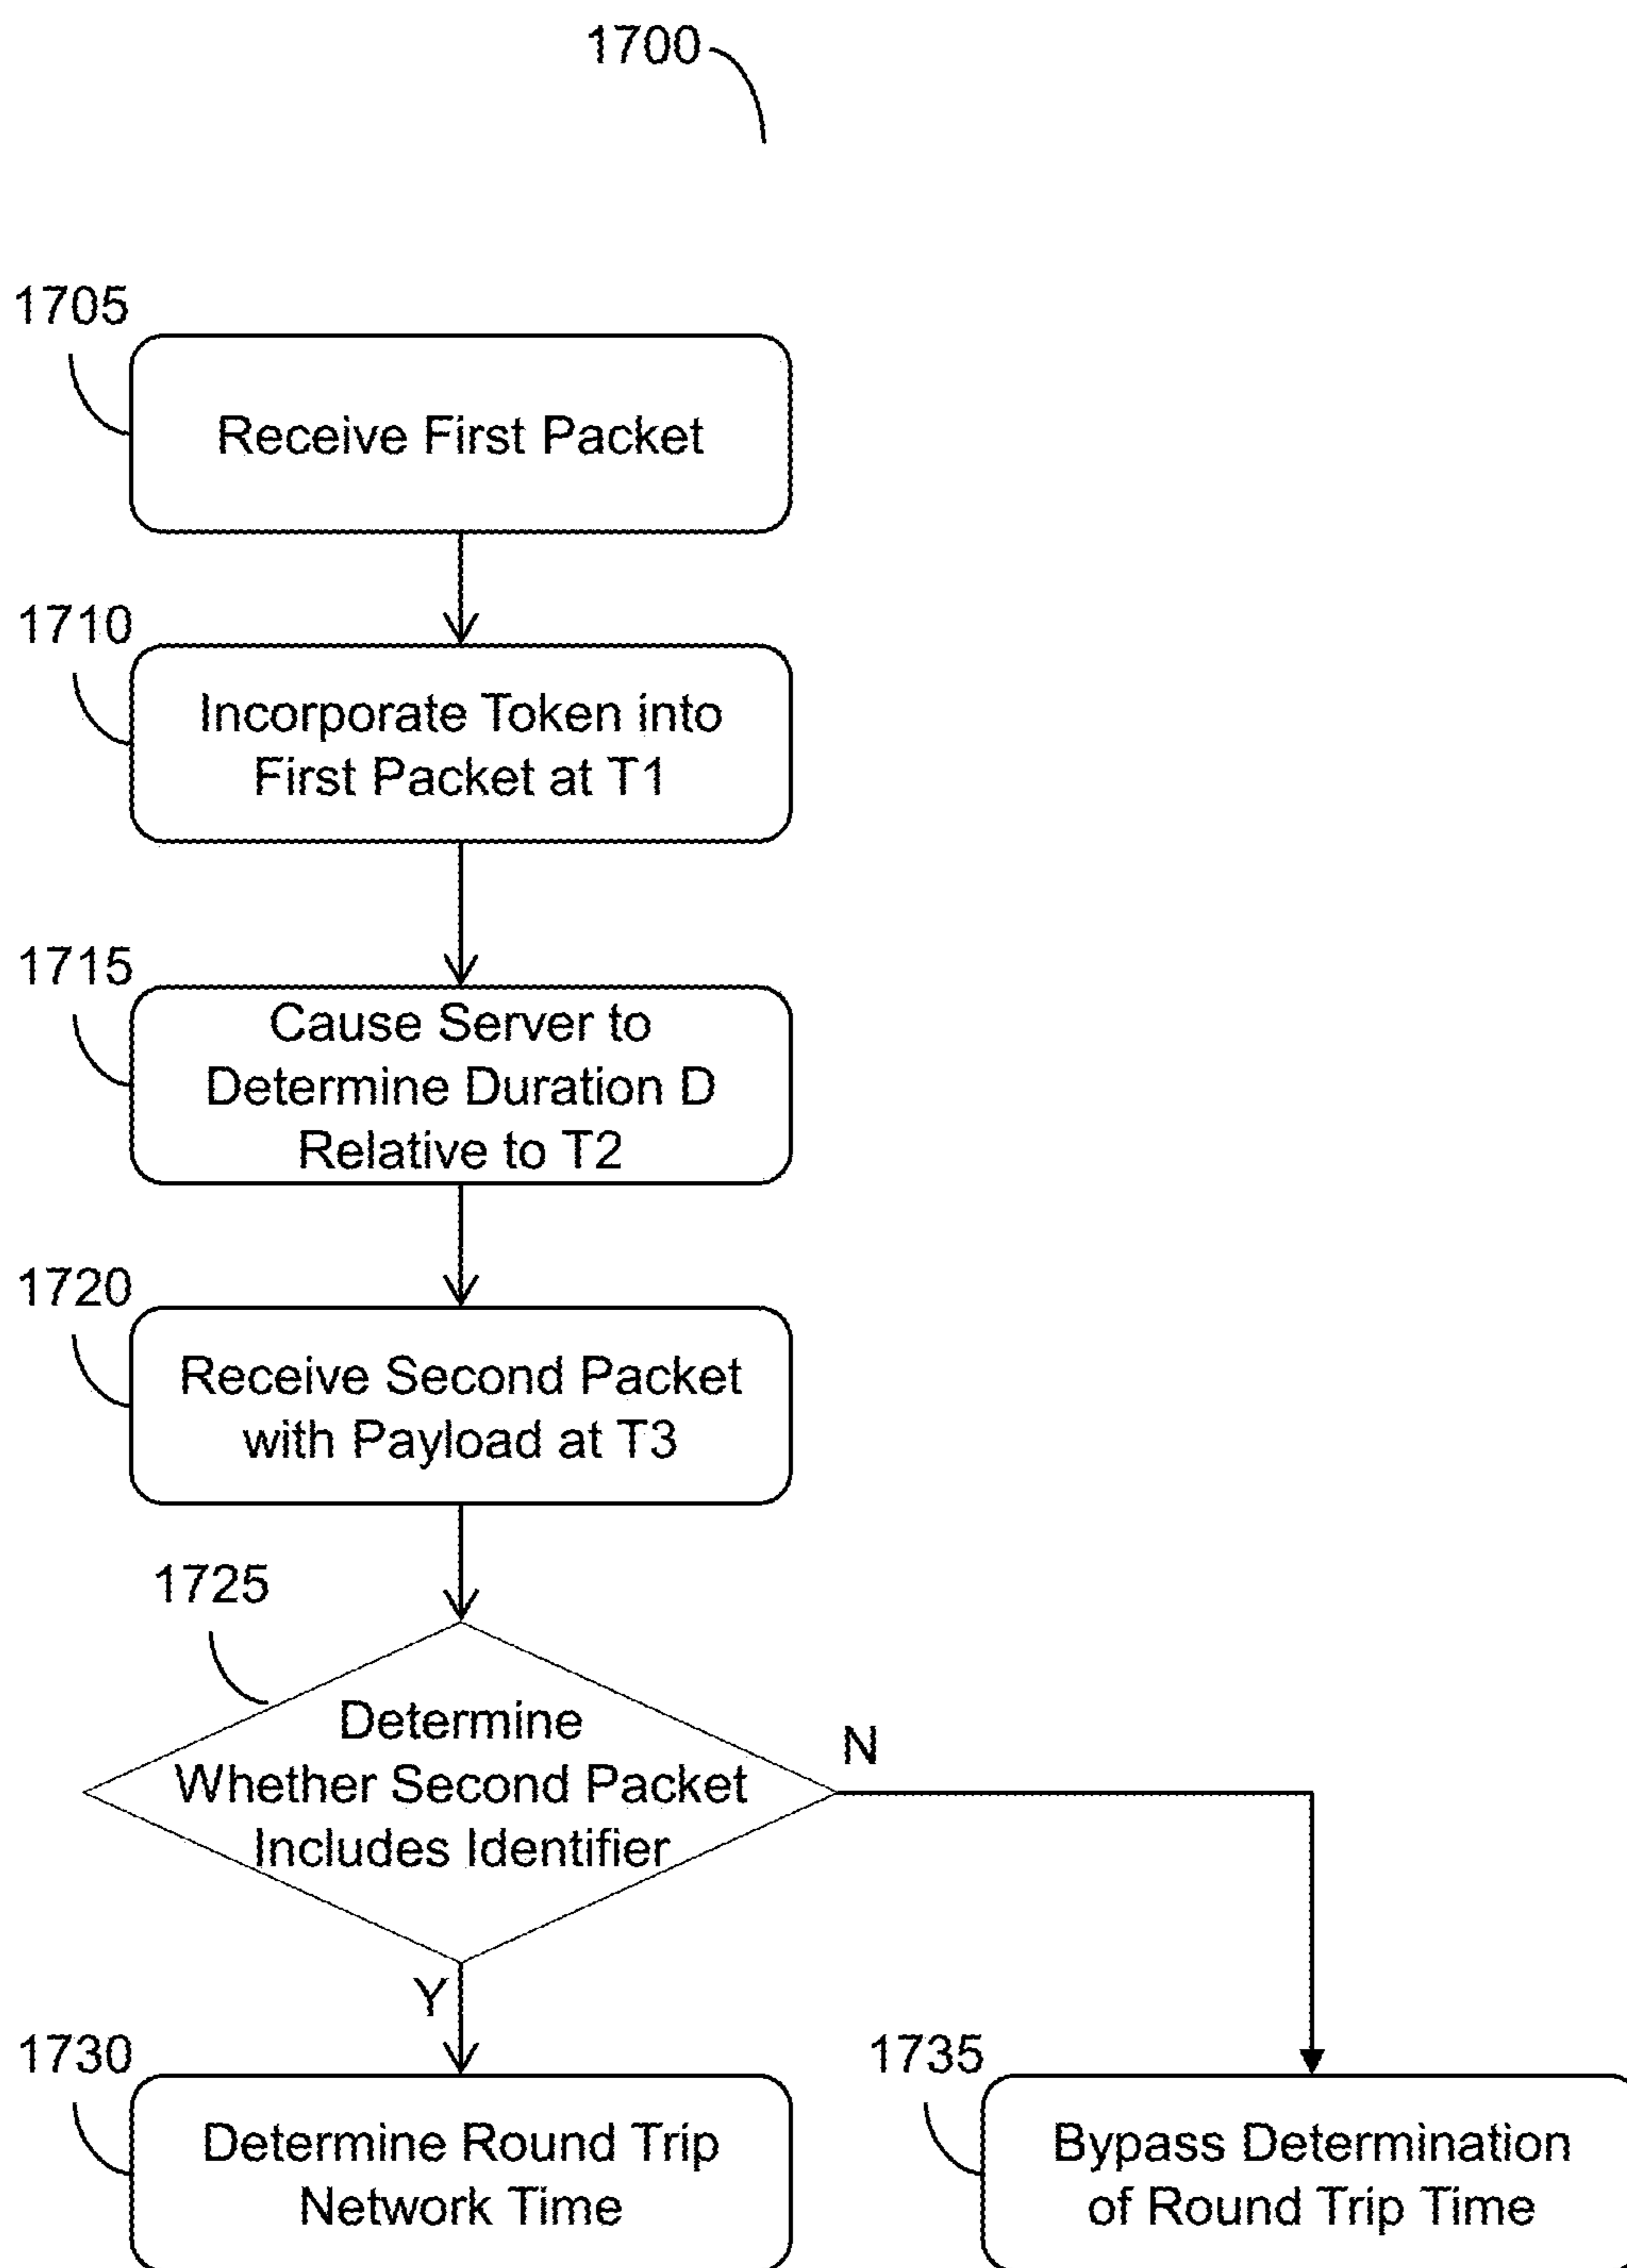 1700
1705
Receive First Packet
1710
Incorporate Token into
First Packet at T1
1715
Cause Server to
Determine Duration D
Relative to T2
1720
Receive Second Packet
with Payload at T3
1725
Determine
Whether Second Packet
Includes Identifier
N
Y
1730
Determine Round Trip
Network Time
1735
Bypass Determination
of Round Trip Time